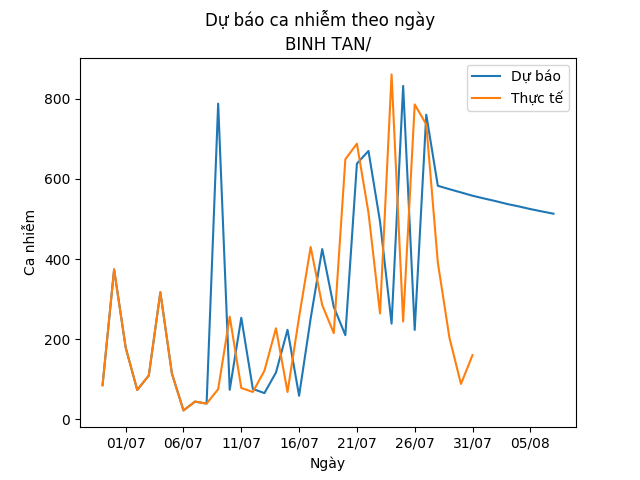 Dự báo ca nhiễm theo ngày
BINH TAN/
Dự báo
Thực tế
Ca nhiễm
800
600
400
200
0
01/07 06/07 11/07 16/07 21/07 26/07 31/07 05/08
Ngày